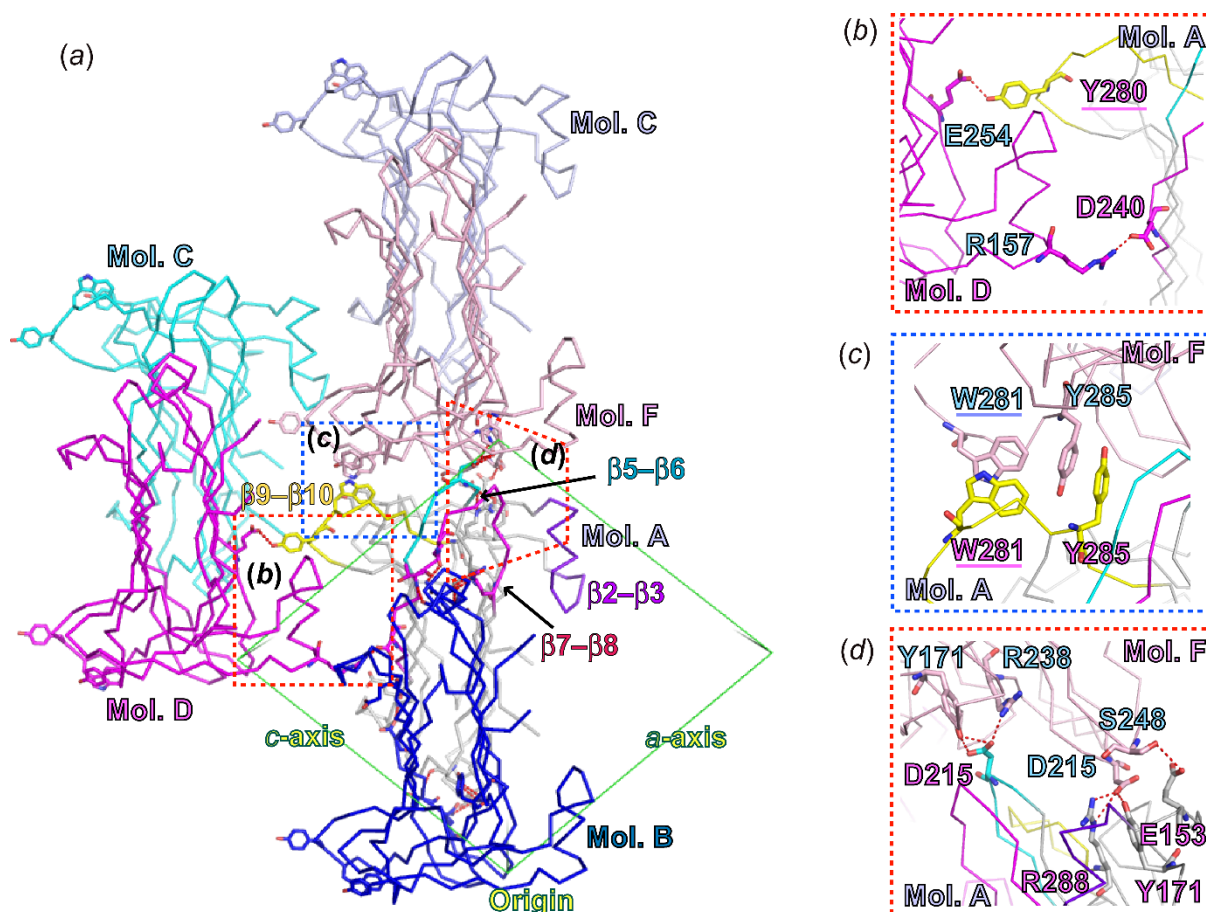 (a)
Mol. C
Mol. C
Mol. F
(c)
(d)
β5–β6
β9–β10
Mol. A
(b)
β2–β3
β7–β8
Mol. D
c-axis
a-axis
Mol. B
Origin
(b)
Mol. A
Y280
E254
D240
R157
Mol. D
(c)
Mol. F
W281
Y285
W281
Y285
Mol. A
(d)
Y171
R238
Mol. F
S248
D215
D215
E153
R288
Y171
Mol. A